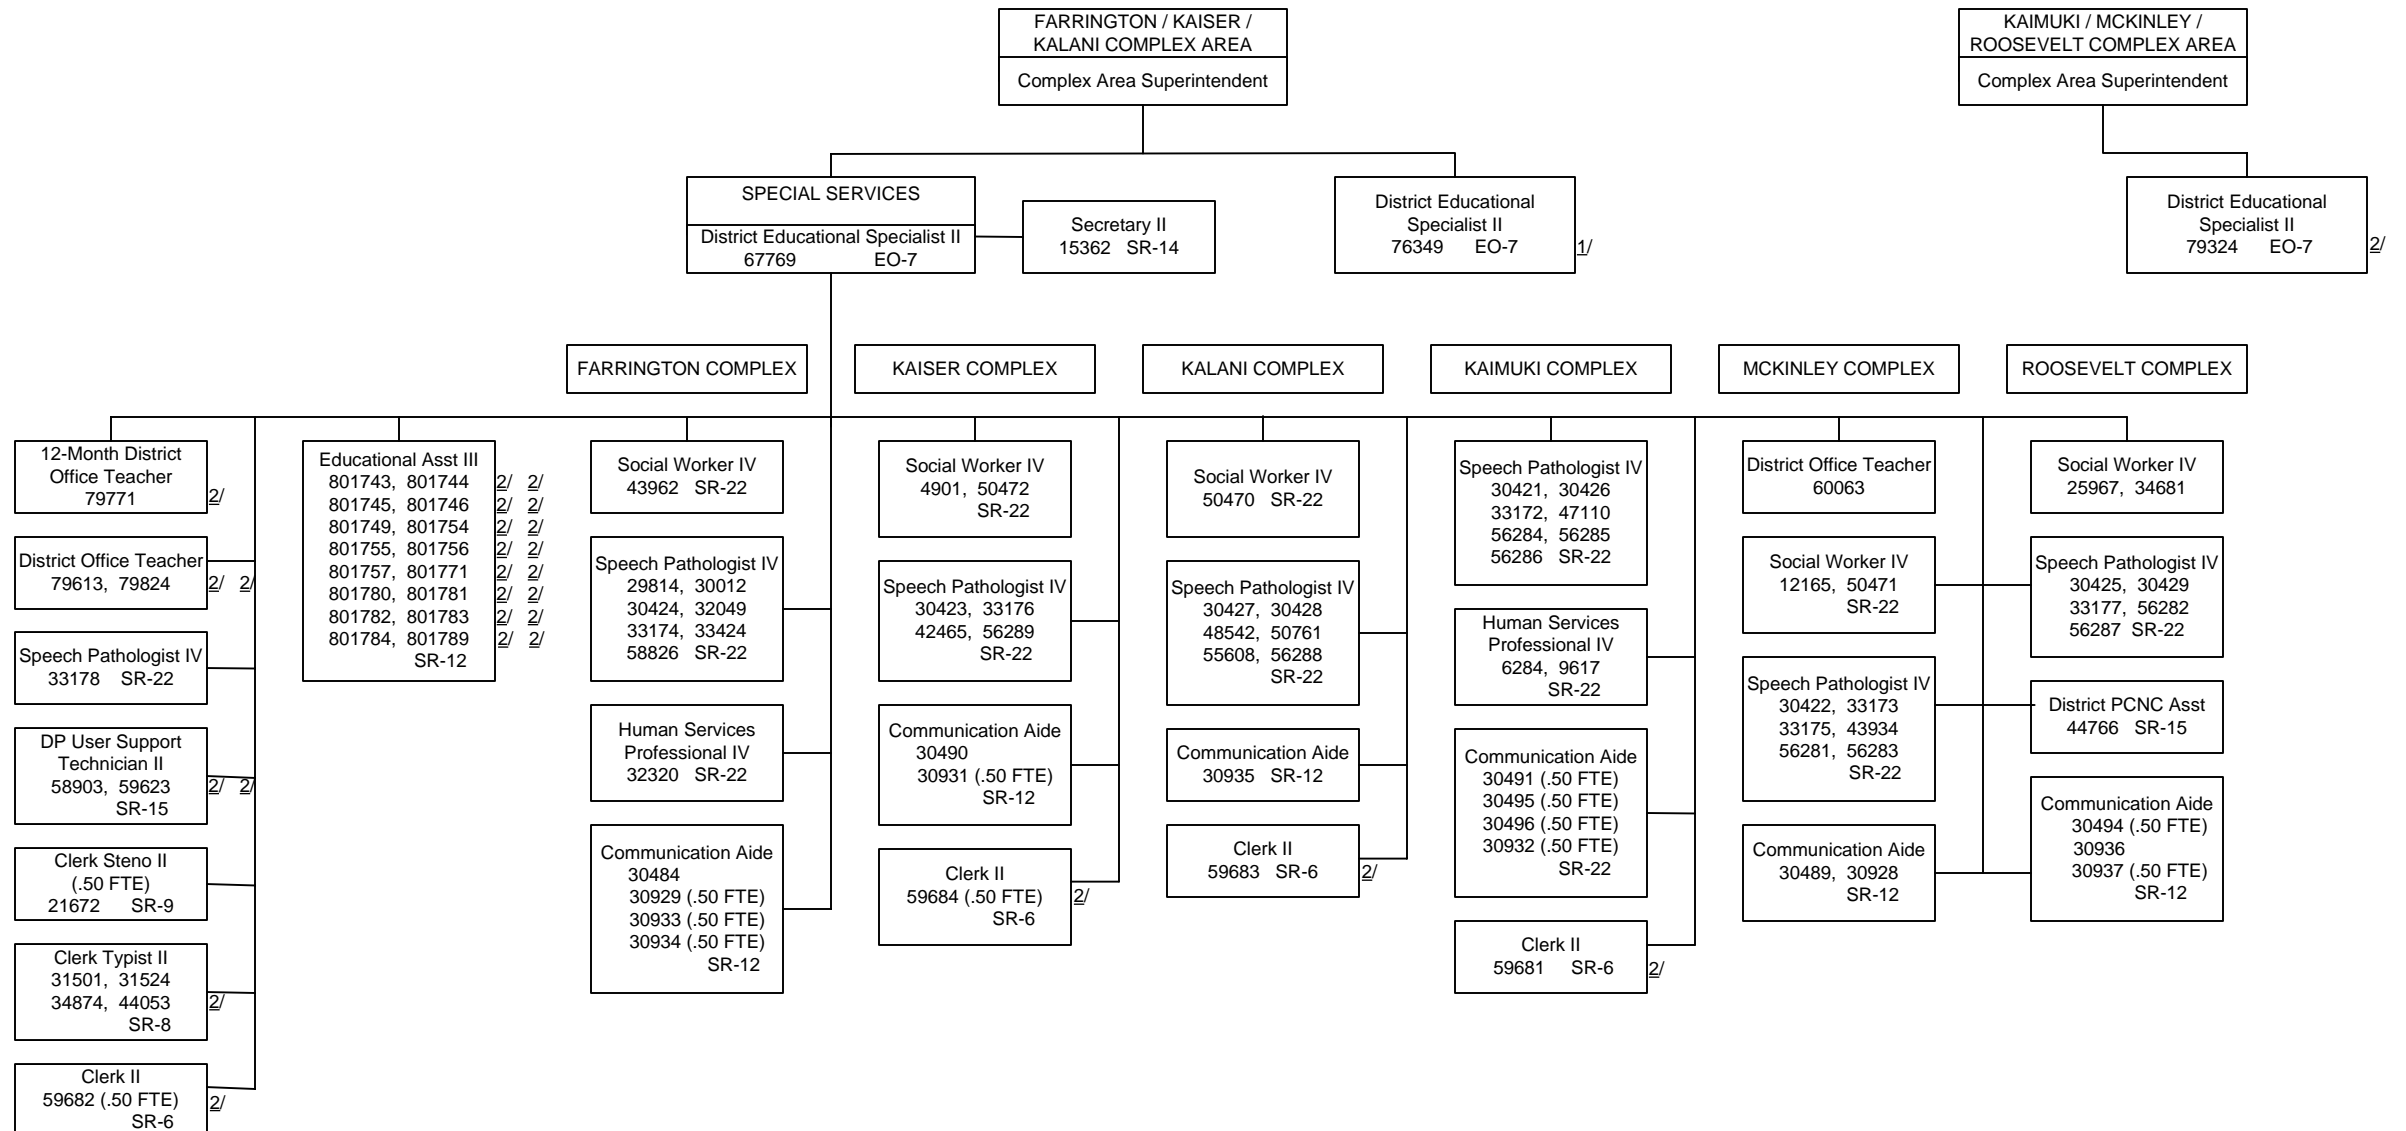 FARRINGTON / KAISER /
KALANI COMPLEX AREA
Complex Area Superintendent
KAIMUKI / MCKINLEY /
ROOSEVELT COMPLEX AREA
Complex Area Superintendent
SPECIAL SERVICES
District Educational Specialist II
67769 EO-7
Secretary II
15362 SR-14
District Educational
Specialist II
76349 EO-7
1/
District Educational
Specialist II
79324 EO-7
2/
FARRINGTON COMPLEX
KAISER COMPLEX
KALANI COMPLEX
KAIMUKI COMPLEX
MCKINLEY COMPLEX
ROOSEVELT COMPLEX
12-Month District
Office Teacher
79771
2/
District Office Teacher
79613, 79824
2/ 2/
Speech Pathologist IV
33178 SR-22
DP User Support
Technician II
58903, 59623
SR-15
2/ 2/
Clerk Steno II
(.50 FTE)
21672 SR-9
Clerk Typist II
31501, 31524
34874, 44053
SR-8
2/
Clerk II
59682 (.50 FTE)
SR-6
2/
Educational Asst III
801743, 801744 2/ 2/
801745, 801746 2/ 2/
801749, 801754 2/ 2/
801755, 801756 2/ 2/
801757, 801771 2/ 2/
801780, 801781 2/ 2/
801782, 801783 2/ 2/
801784, 801789 2/ 2/
SR-12
Social Worker IV
43962 SR-22
Speech Pathologist IV
29814, 30012
30424, 32049
33174, 33424
58826 SR-22
Human Services
Professional IV
32320 SR-22
Communication Aide
30484
30929 (.50 FTE)
30933 (.50 FTE)
30934 (.50 FTE)
SR-12
Social Worker IV
4901, 50472
SR-22
Speech Pathologist IV
30423, 33176
42465, 56289
SR-22
Communication Aide
30490
30931 (.50 FTE)
SR-12
Clerk II
59684 (.50 FTE)
SR-6
2/
Social Worker IV
50470 SR-22
Speech Pathologist IV
30427, 30428
48542, 50761
55608, 56288
SR-22
Communication Aide
30935 SR-12
Clerk II
59683 SR-6
2/
Speech Pathologist IV
30421, 30426
33172, 47110
56284, 56285
56286 SR-22
Human Services
Professional IV
6284, 9617
SR-22
Communication Aide
30491 (.50 FTE)
30495 (.50 FTE)
30496 (.50 FTE)
30932 (.50 FTE)
SR-22
Clerk II
59681 SR-6
2/
District Office Teacher
60063
Social Worker IV
12165, 50471
SR-22
Speech Pathologist IV
30422, 33173
33175, 43934
56281, 56283
SR-22
Communication Aide
30489, 30928
SR-12
Social Worker IV
25967, 34681
Speech Pathologist IV
30425, 30429
33177, 56282
56287 SR-22
District PCNC Asst
44766 SR-15
Communication Aide
30494 (.50 FTE)
30936
30937 (.50 FTE)
SR-12